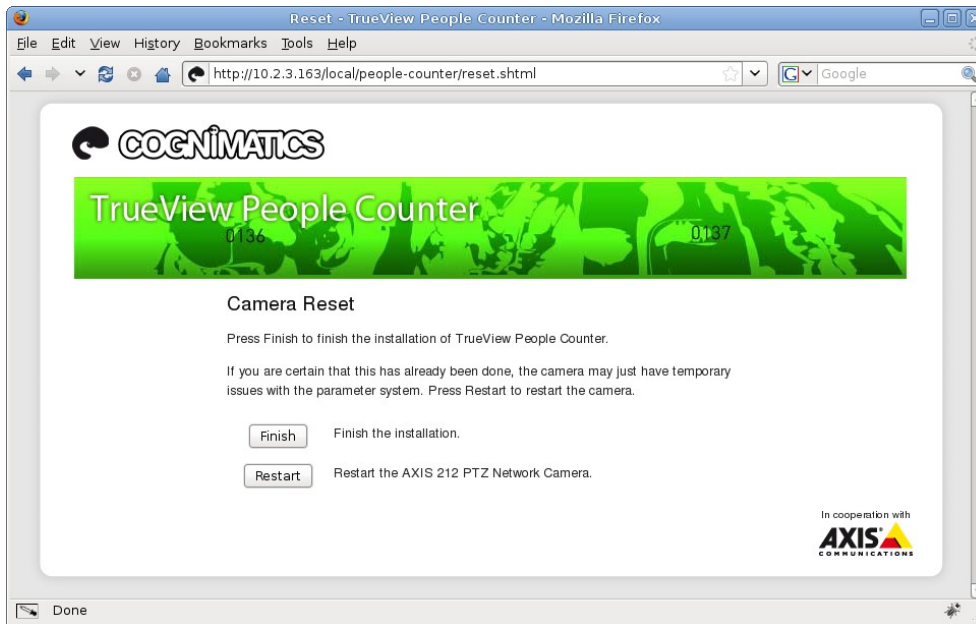 Reset - TrueView People Counter - Mozilla Firefox
File Edit View History Bookmarks Tools Help
http://10.2.3.163/local/people-counter/reset.shtml
G Google
COGNIMATICS
TrueView People Counter
0136
0137
Camera Reset
Press Finish to finish the installation of TrueView People Counter.
If you are certain that this has already been done, the camera may just have temporary
issues with the parameter system. Press Restart to restart the camera.
Finish Finish the installation.
Restart Restart the AXIS 212 PTZ Network Camera.
In cooperation with
AXIS
COMMUNICATIONS
Done